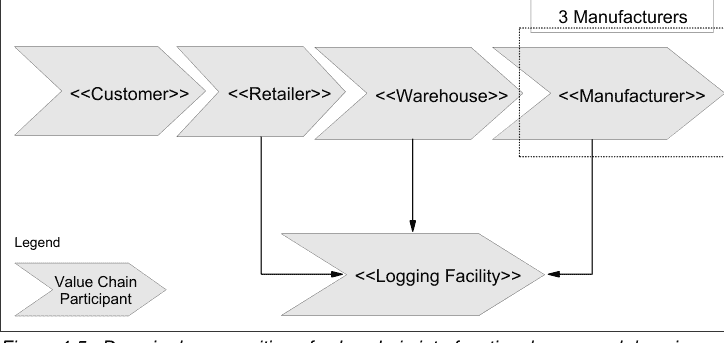 3 Manufacturers
<<Customer>>
<<Retailer>>
<<Warehouse>>
<<Manufacturer>>
Legend
Value Chain
Participant
<<Logging Facility>>